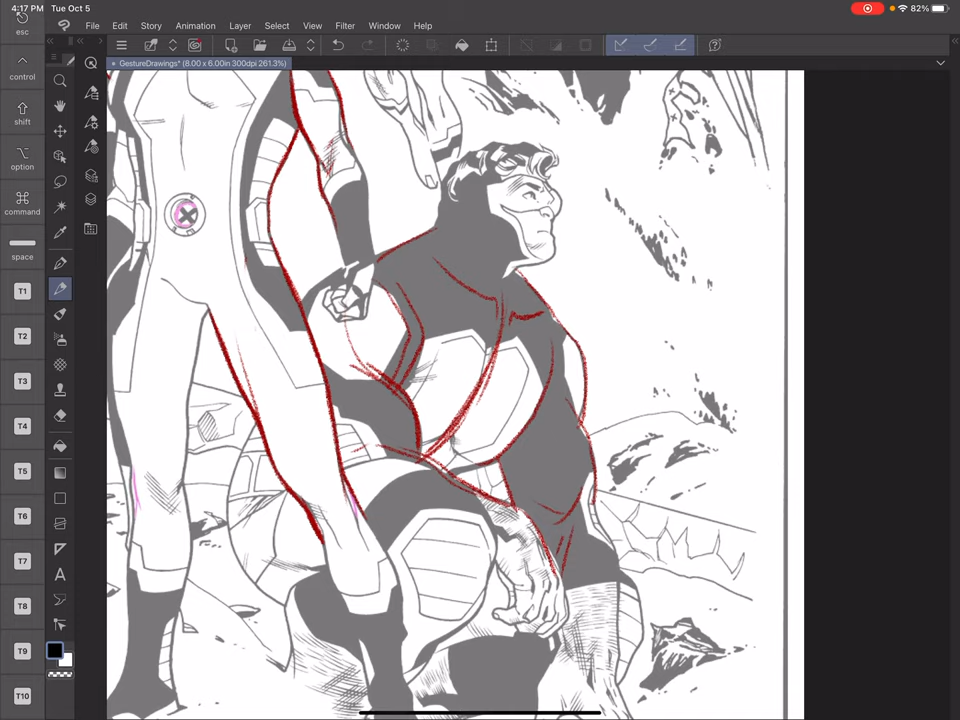 4:17 PM Tue Oct 5
82%
esc
File Edit Story Animation Layer Select View Filter Window Help
GestureDrawings* (8.00 x 6.00in 300dpi 261.3%)
control
shift
option
command
space
T1
T2
T3
T4
T5
T6
T7
T8
T9
T10
A